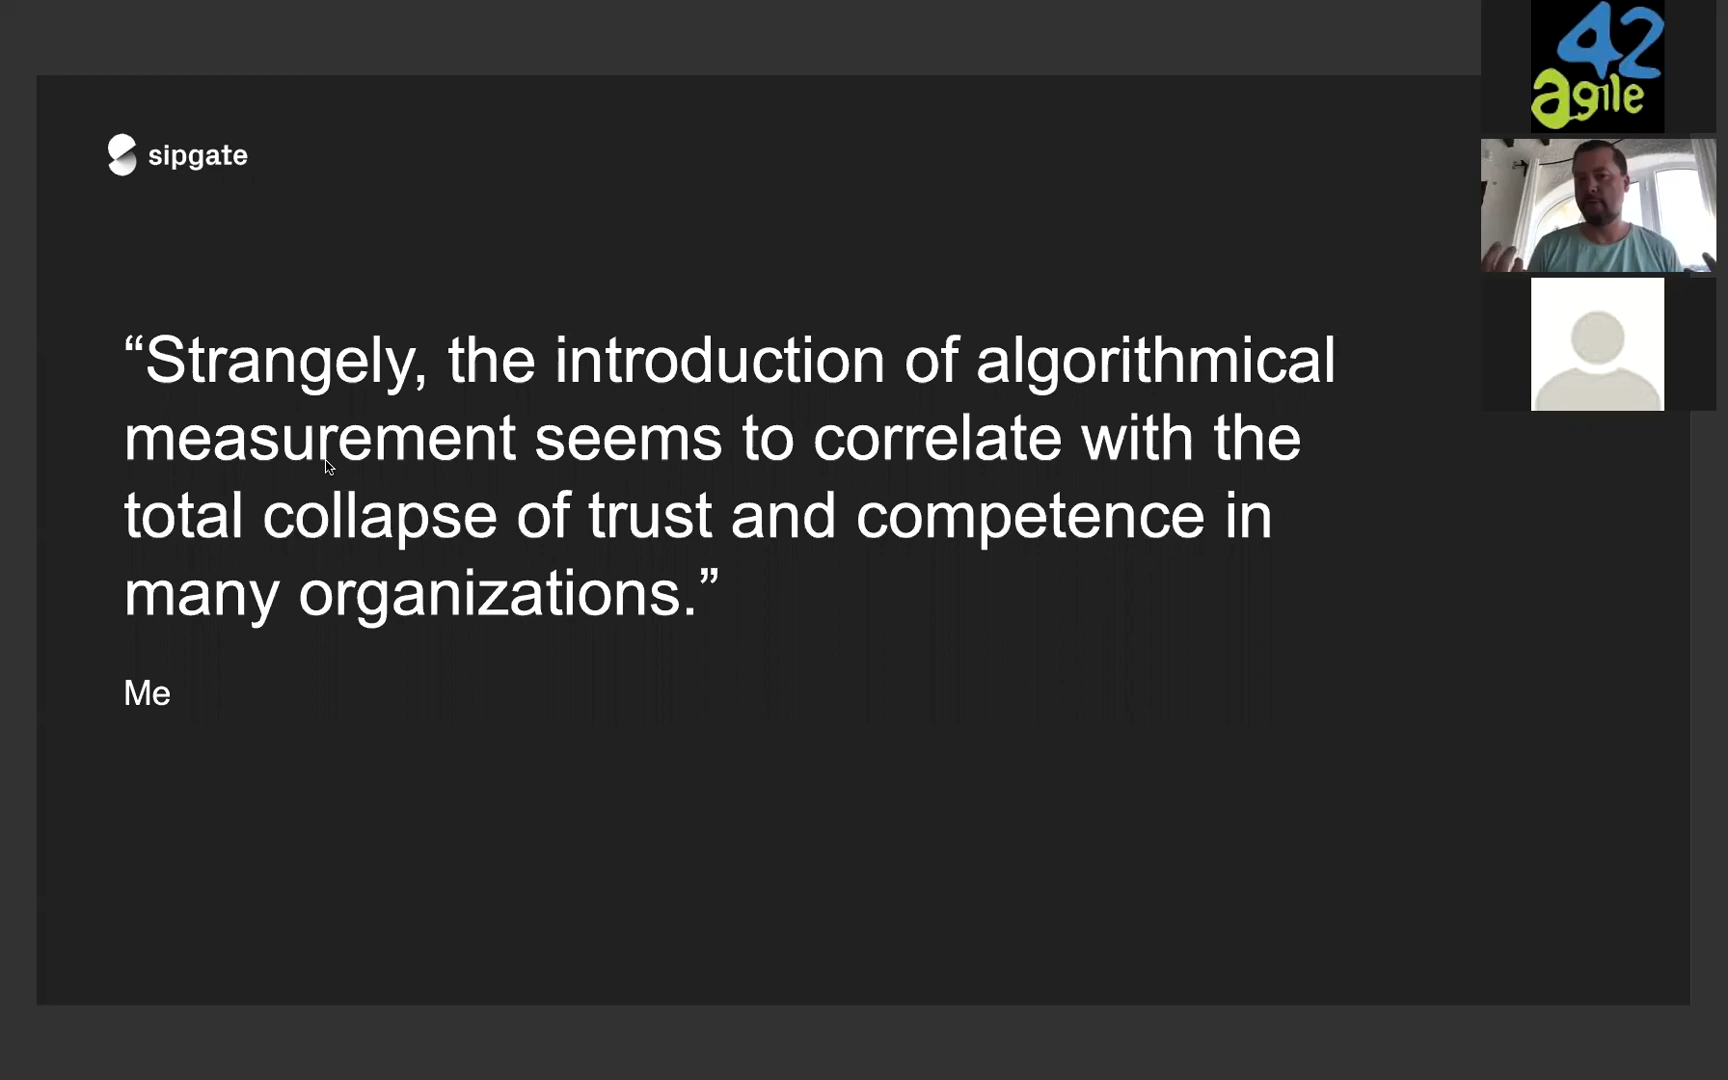 42
agile
sipgate
“Strangely, the introduction of algorithmical
measurement seems to correlate with the
total collapse of trust and competence in
many organizations.”
Me